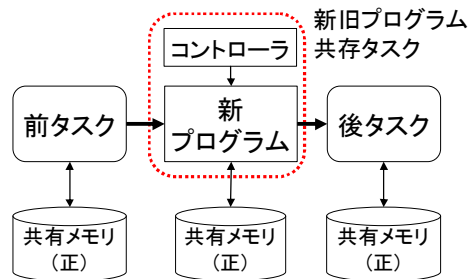 新旧プログラム
共存タスク
コントローラ
前タスク
新
プログラム
後タスク
共有メモリ
(正)
共有メモリ
(正)
共有メモリ
(正)